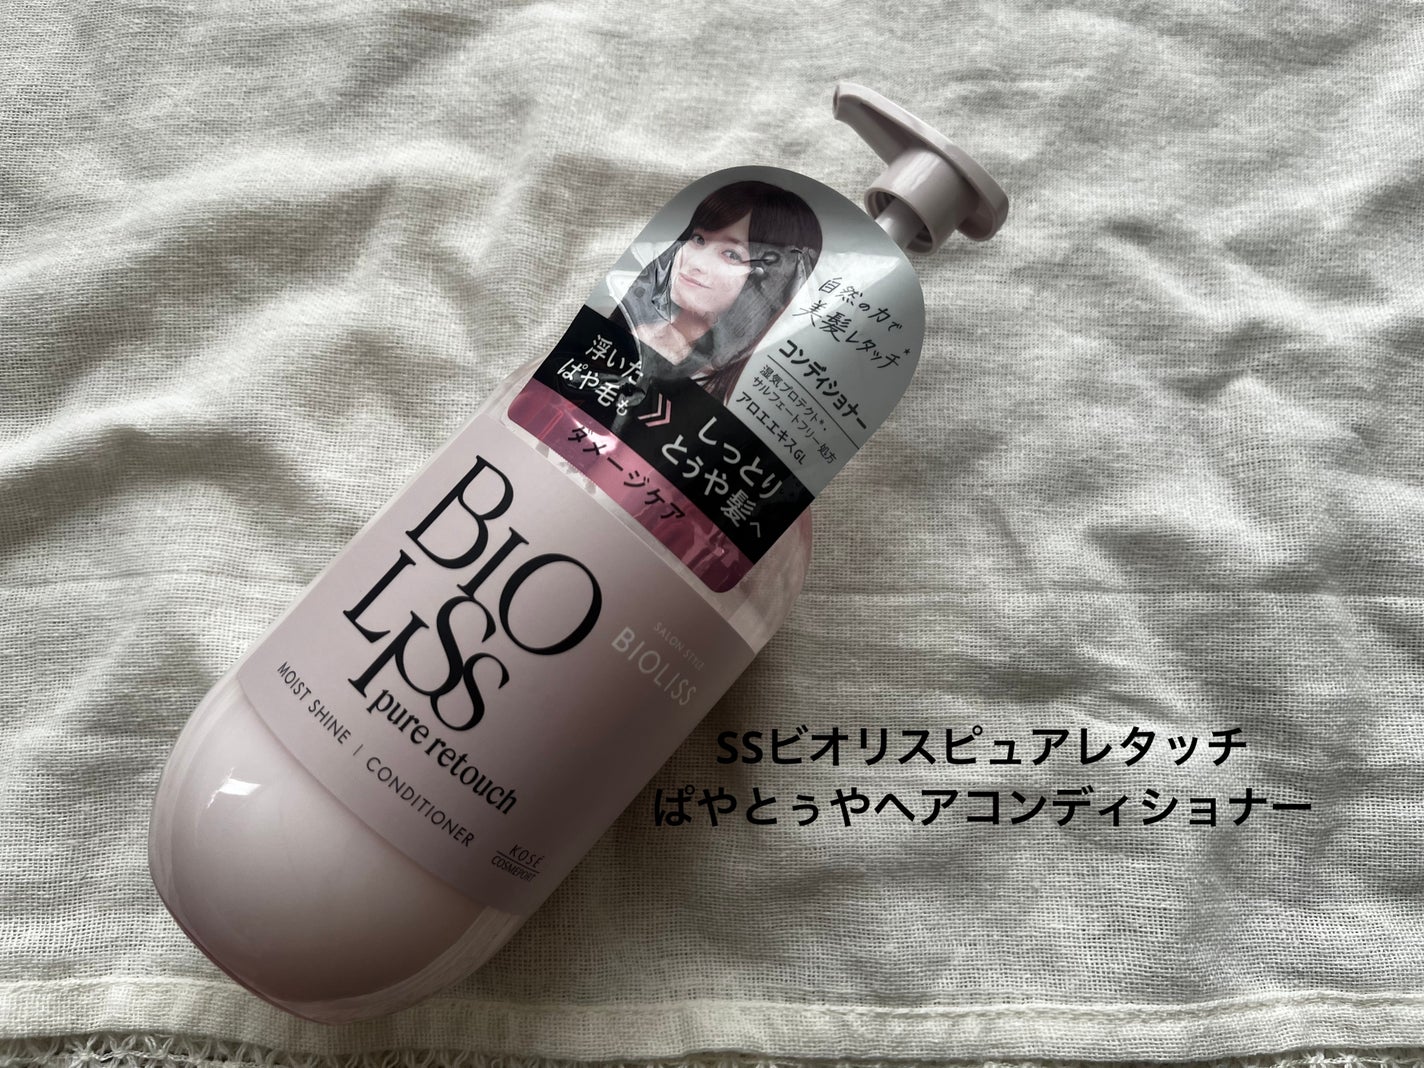 自然の力で
美髪レタッチ*
コンディショナー
湿気プロテクト*・
サルフェートフリー処方
アロエエキスGL
浮いた
ぱや毛も
しっとり
とぅや髪へ
ダメージケア
BIO
LISS
pure retouch
SALON STYLE
BIOLISS
MOIST SHINE | CONDITIONER
KOSÉ
COSMEPORT
SSビオリスピュアレタッチ
ぱやとぅやヘアコンディショナー